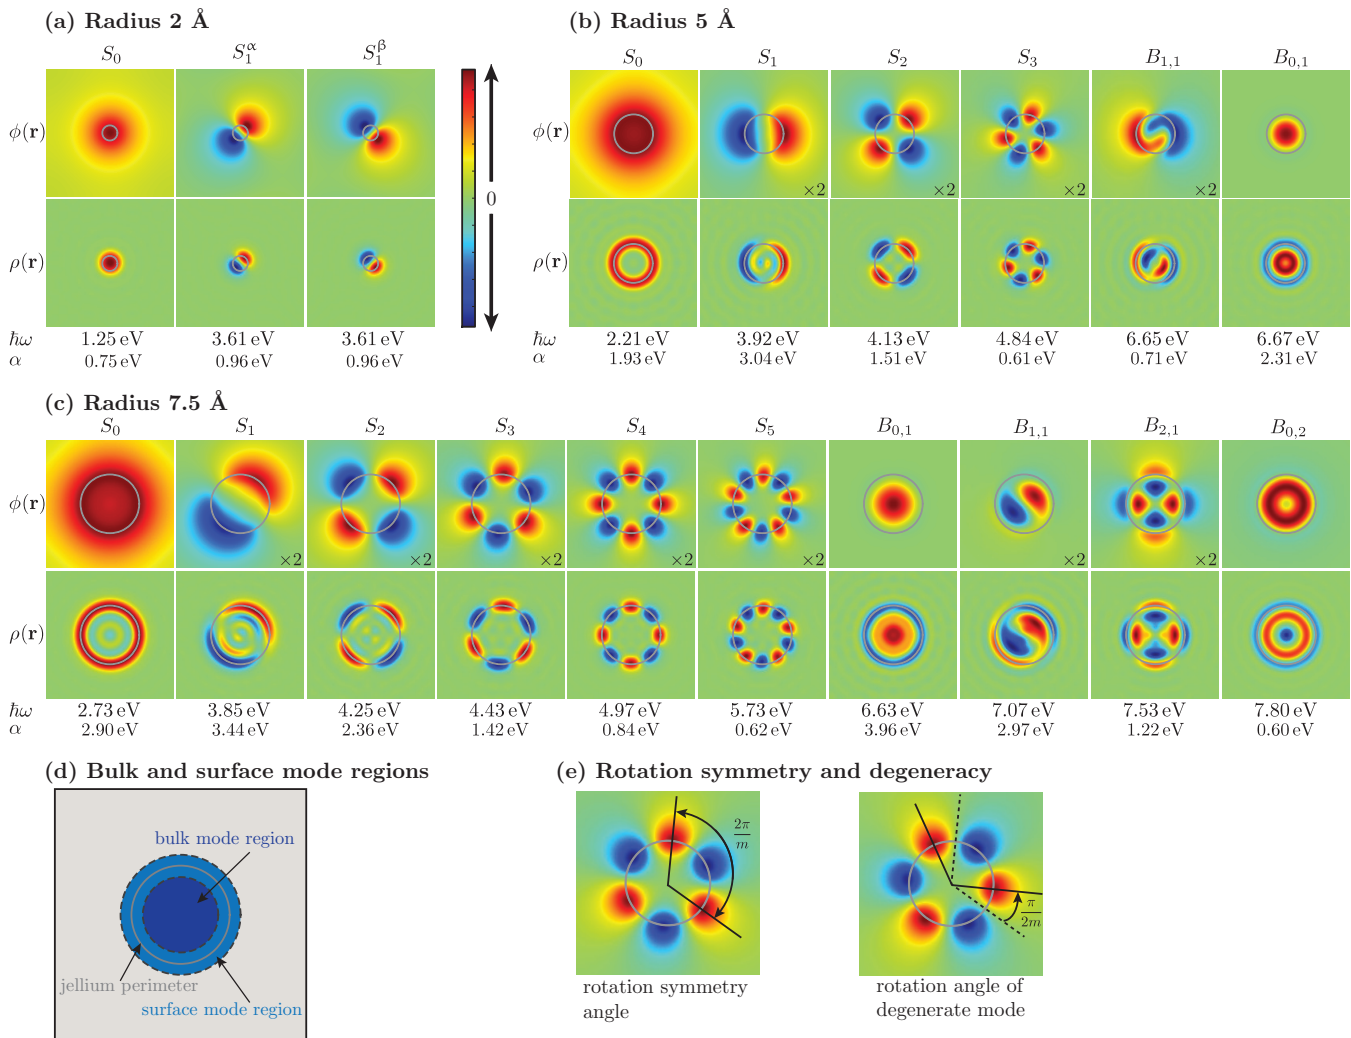 (a) Radius 2 Å
S₀ S₁^α S₁^β
ϕ(r)
0
ρ(r)
ħω 1.25 eV 3.61 eV 3.61 eV
α 0.75 eV 0.96 eV 0.96 eV
(b) Radius 5 Å
S₀ S₁ S₂ S₃ B₁,₁ B₀,₁
ϕ(r)
×2 ×2 ×2 ×2
ρ(r)
ħω 2.21 eV 3.92 eV 4.13 eV 4.84 eV 6.65 eV 6.67 eV
α 1.93 eV 3.04 eV 1.51 eV 0.61 eV 0.71 eV 2.31 eV
(c) Radius 7.5 Å
S₀ S₁ S₂ S₃ S₄ S₅ B₀,₁ B₁,₁ B₂,₁ B₀,₂
ϕ(r)
×2 ×2 ×2 ×2 ×2 ×2 ×2
ρ(r)
ħω 2.73 eV 3.85 eV 4.25 eV 4.43 eV 4.97 eV 5.73 eV 6.63 eV 7.07 eV 7.53 eV 7.80 eV
α 2.90 eV 3.44 eV 2.36 eV 1.42 eV 0.84 eV 0.62 eV 3.96 eV 2.97 eV 1.22 eV 0.60 eV
(d) Bulk and surface mode regions
bulk mode region
jellium perimeter
surface mode region
(e) Rotation symmetry and degeneracy
2π/m
rotation symmetry
angle
π/2m
rotation angle of
degenerate mode